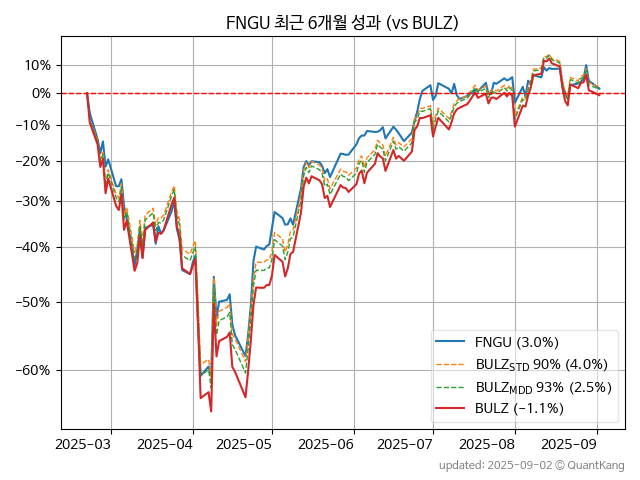 FNGU 최근 6개월 성과 (vs BULZ)
10%
0%
−10%
−20%
−30%
−40%
−50%
−60%
FNGU (3.0%)
BULZSTD 90% (4.0%)
BULZMDD 93% (2.5%)
BULZ (−1.1%)
2025-03 2025-04 2025-05 2025-06 2025-07 2025-08 2025-09
updated: 2025-09-02 © QuantKang